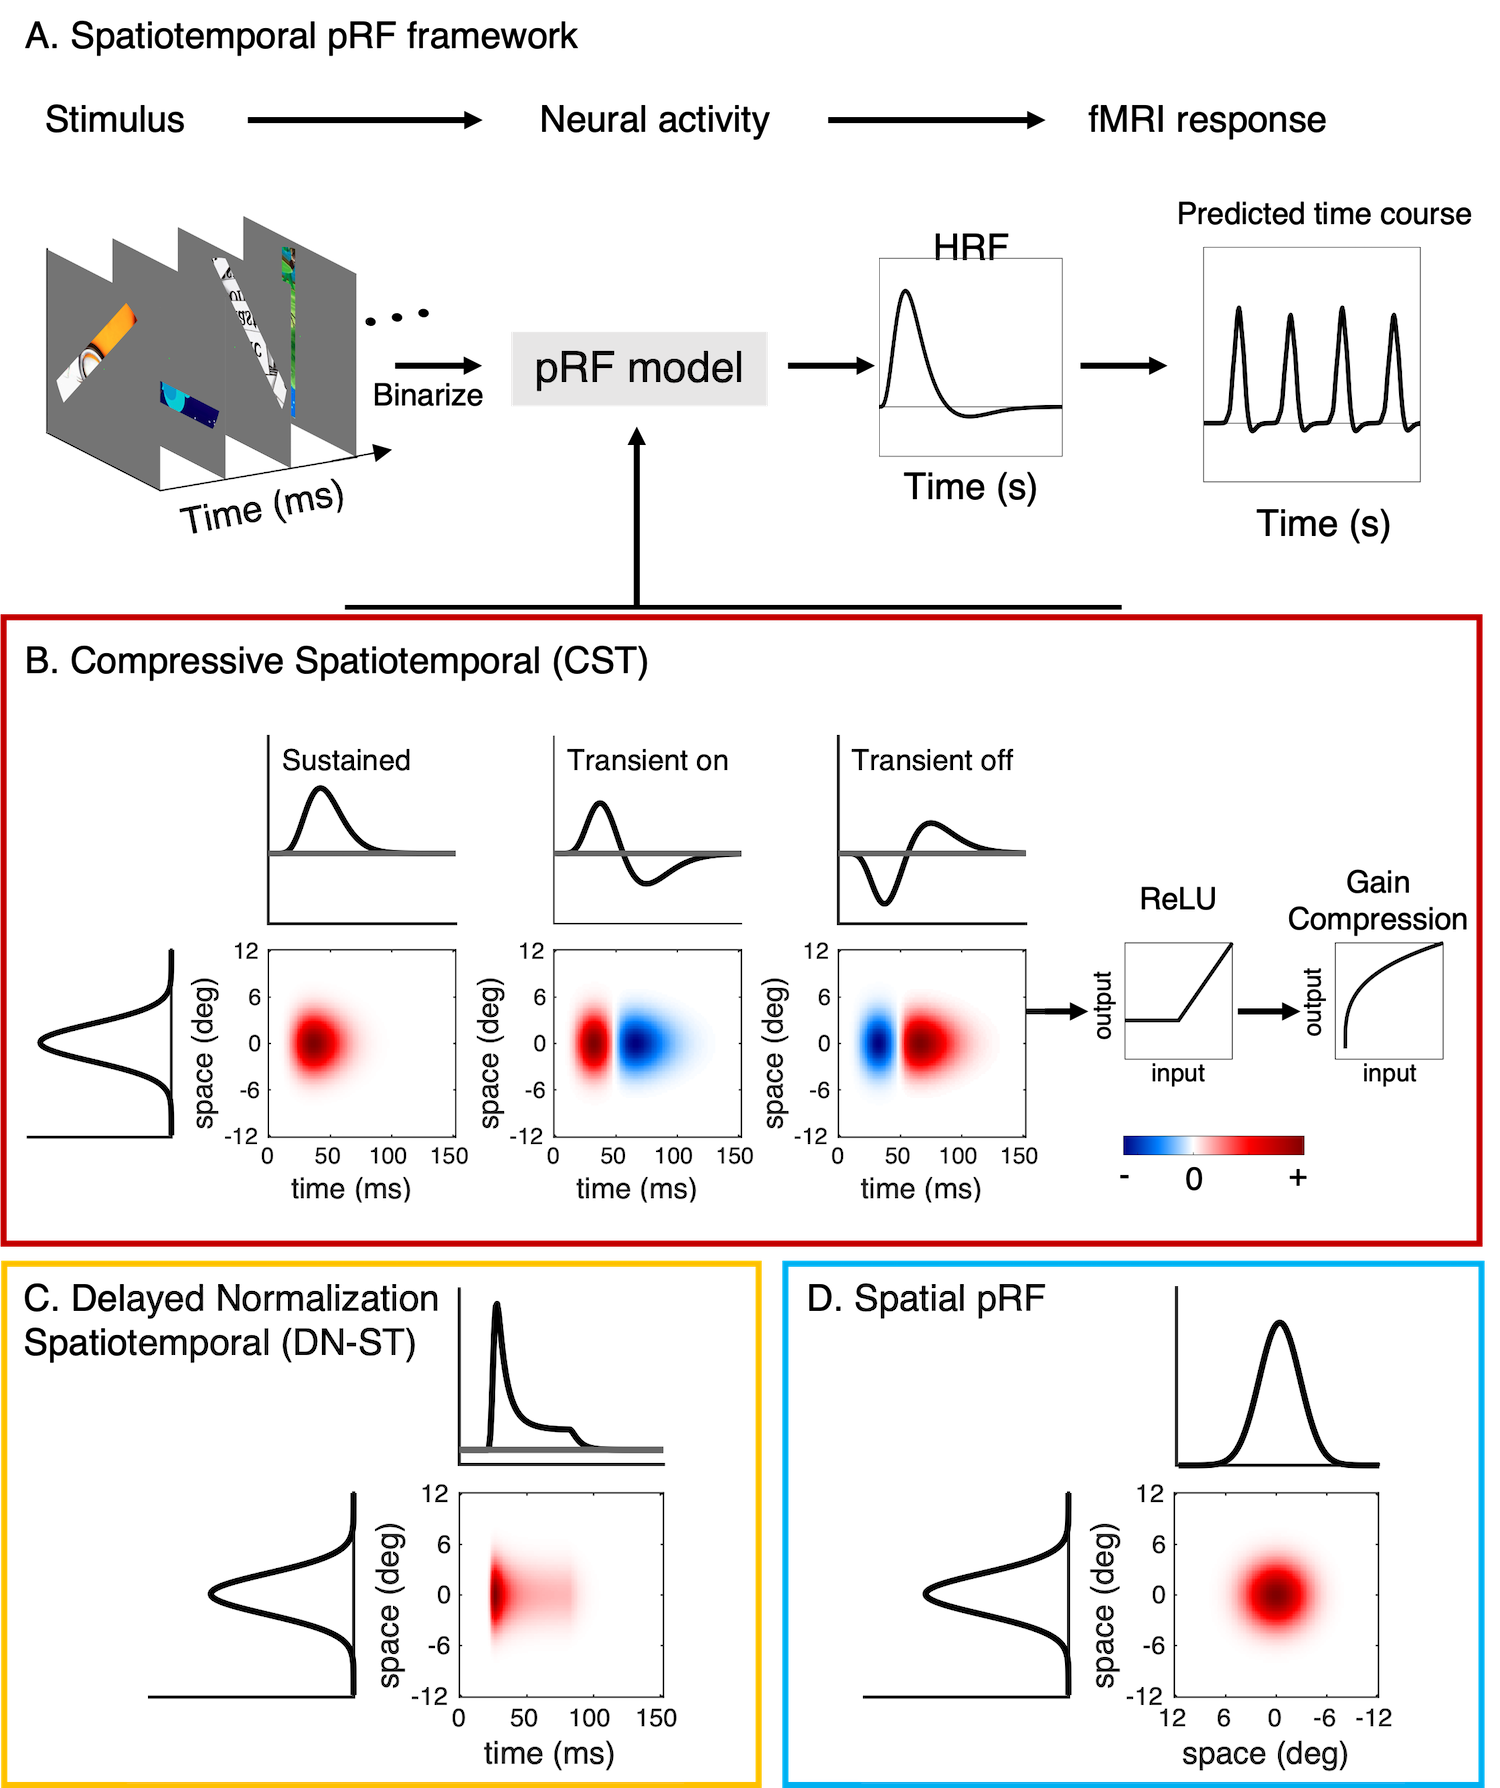 A. Spatiotemporal pRF framework
Stimulus
Neural activity
fMRI response
Predicted time course
HRF
Binarize
pRF model
Time (ms)
Time (s)
Time (s)
B. Compressive Spatiotemporal (CST)
Sustained
Transient on
Transient off
ReLU
Gain
Compression
space (deg)
12
6
0
-6
-12
0 50 100 150
time (ms)
space (deg)
12
6
0
-6
-12
0 50 100 150
time (ms)
space (deg)
12
6
0
-6
-12
0 50 100 150
time (ms)
output
input
output
input
- 0 +
C. Delayed Normalization
Spatiotemporal (DN-ST)
space (deg)
12
6
0
-6
-12
0 50 100 150
time (ms)
D. Spatial pRF
space (deg)
12
6
0
-6
-12
12 6 0 -6 -12
space (deg)